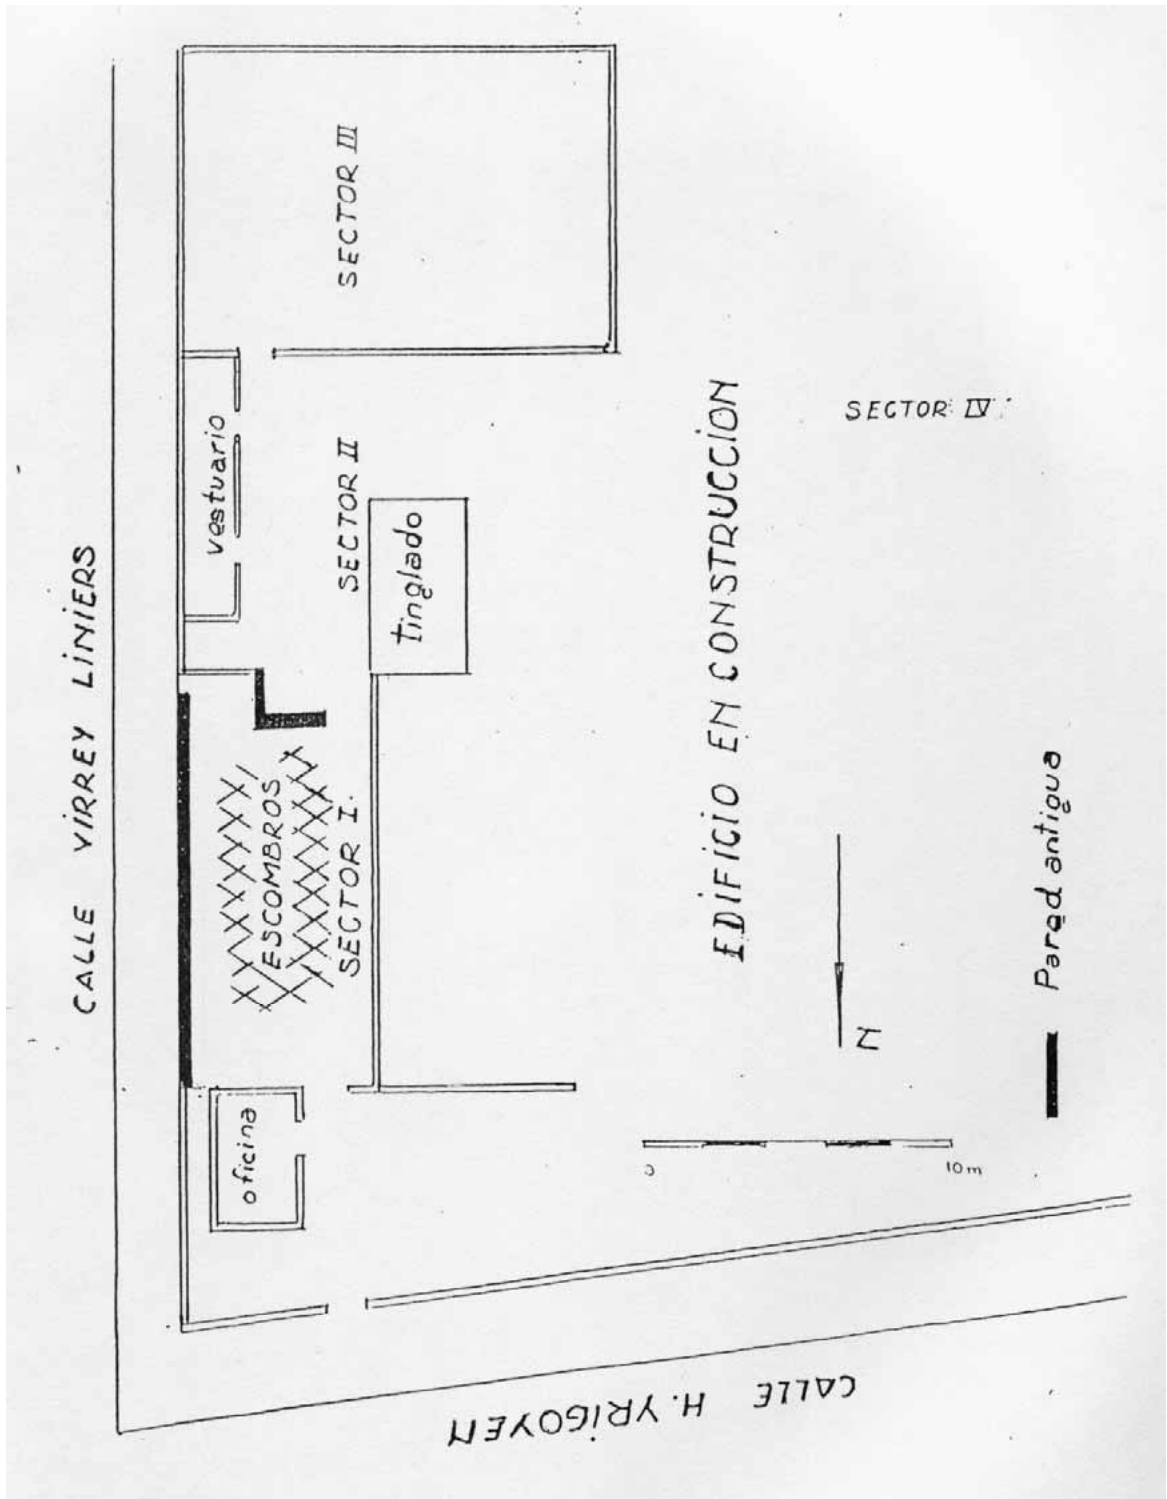 SECTOR III
SECTOR IV
vestuario
SECTOR II
tinglado
CALLE VIRREY LINIERS
EDIFICIO EN CONSTRUCCION
ESCOMBROS
SECTOR I.
Pared antigua
N
oficina
0 10m
CALLE H. YRIGOYEN